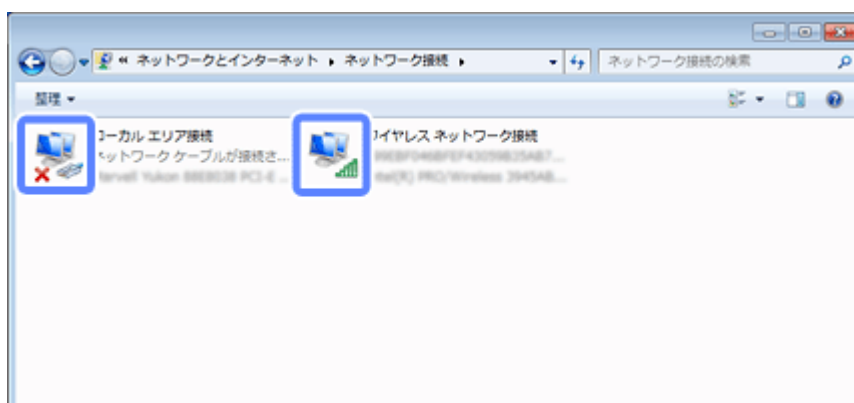 « ネットワークとインターネット ▸ ネットワーク接続 ▸
ネットワーク接続の検索
整理
ーカル エリア接続
ットワーク ケーブルが接続さ...
イヤレス ネットワーク接続